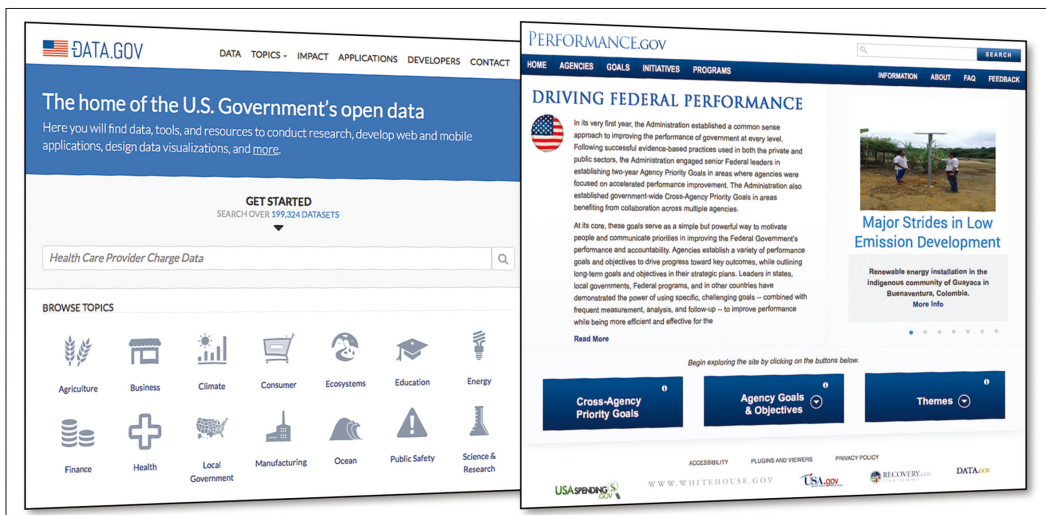 DATA.GOV
DATA TOPICS IMPACT APPLICATIONS DEVELOPERS CONTACT
The home of the U.S. Government's open data
Here you will find data, tools, and resources to conduct research, develop web and mobile
applications, design data visualizations, and more.
GET STARTED
SEARCH OVER 199,324 DATASETS
Health Care Provider Charge Data
BROWSE TOPICS
Agriculture Business Climate Consumer Ecosystems Education Energy
Finance Health Local Government Manufacturing Ocean Public Safety Science & Research
PERFORMANCE.GOV
SEARCH
HOME AGENCIES GOALS INITIATIVES PROGRAMS INFORMATION ABOUT FAQ FEEDBACK
DRIVING FEDERAL PERFORMANCE
In its very first year, the Administration established a common sense
approach to improving the performance of government at every level.
Following successful evidence-based practices used in both the private and
public sectors, the Administration engaged senior Federal leaders in
establishing two-year Agency Priority Goals in areas where agencies were
focused on accelerated performance improvement. The Administration also
established government-wide Cross-Agency Priority Goals in areas
benefiting from collaboration across multiple agencies.
At its core, these goals serve as a simple but powerful way to motivate
people and communicate priorities in improving the Federal Government's
performance and accountability. Agencies establish a variety of performance
goals and objectives to drive progress toward key outcomes, while outlining
long-term goals and objectives in their strategic plans. Leaders in states,
local governments, Federal programs, and in other countries have
demonstrated the power of using specific, challenging goals -- combined with
frequent measurement, analysis, and follow-up -- to improve performance
while being more efficient and effective for the
Read More
Major Strides in Low
Emission Development
Renewable energy installation in the
indigenous community of Guayaca in
Buenaventura, Colombia.
More Info
Begin exploring the site by clicking on the buttons below.
Cross-Agency
Priority Goals
Agency Goals
& Objectives
Themes
ACCESSIBILITY PLUGINS AND VIEWERS PRIVACY POLICY
USASPENDING.GOV WWW.WHITEHOUSE.GOV USA.gov RECOVERY.GOV DATA.GOV